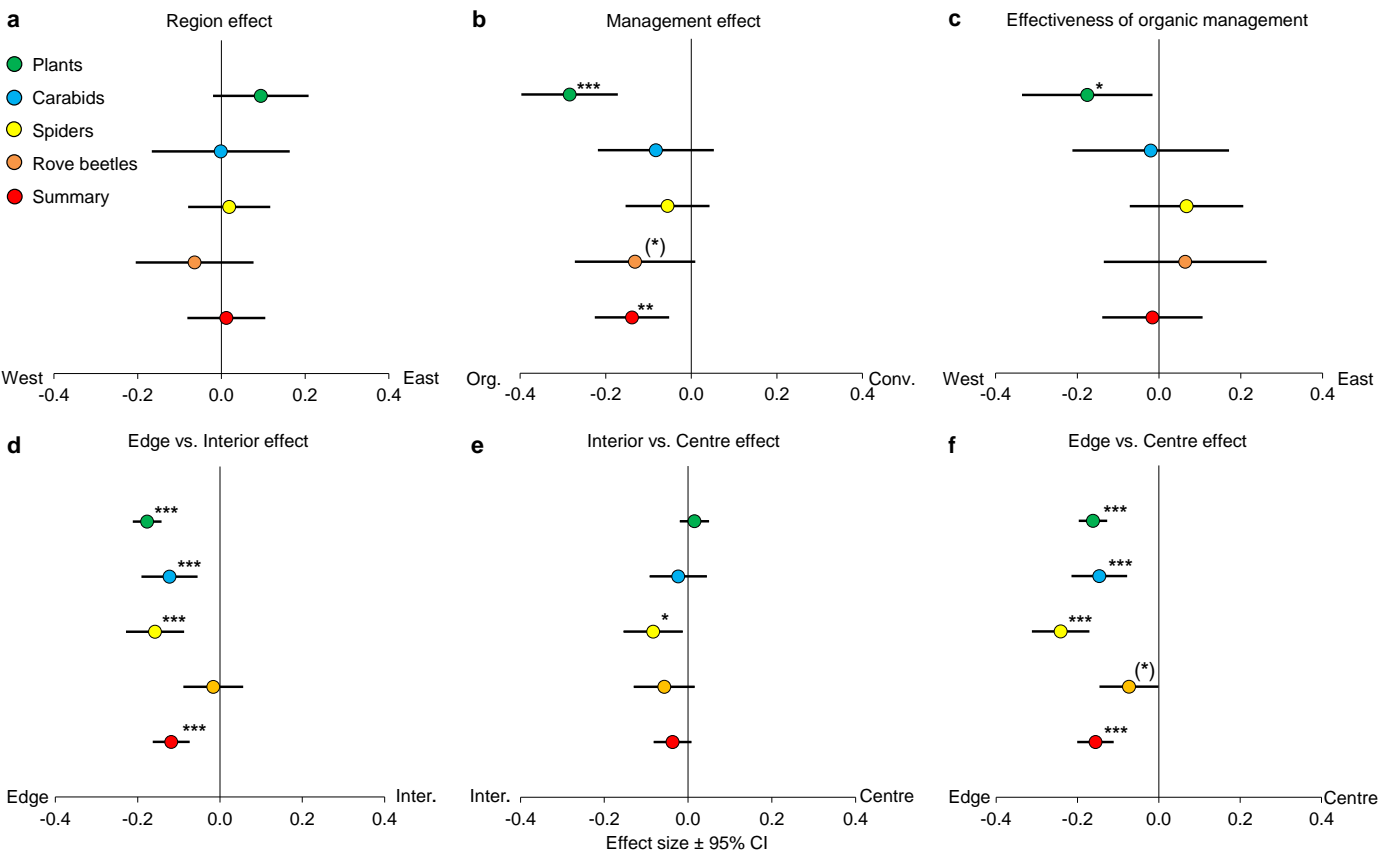 a Region effect
b Management effect
c Effectiveness of organic management
Plants
Carabids
Spiders
Rove beetles
Summary
***
(*)
**
*
West East
-0.4 -0.2 0.0 0.2 0.4
Org. Conv.
-0.4 -0.2 0.0 0.2 0.4
West East
-0.4 -0.2 0.0 0.2 0.4
d Edge vs. Interior effect
e Interior vs. Centre effect
f Edge vs. Centre effect
***
***
***
***
*
***
***
***
(*)
***
Edge Inter.
-0.4 -0.2 0.0 0.2 0.4
Inter. Centre
-0.4 -0.2 0.0 0.2 0.4
Effect size ± 95% CI
Edge Centre
-0.4 -0.2 0.0 0.2 0.4